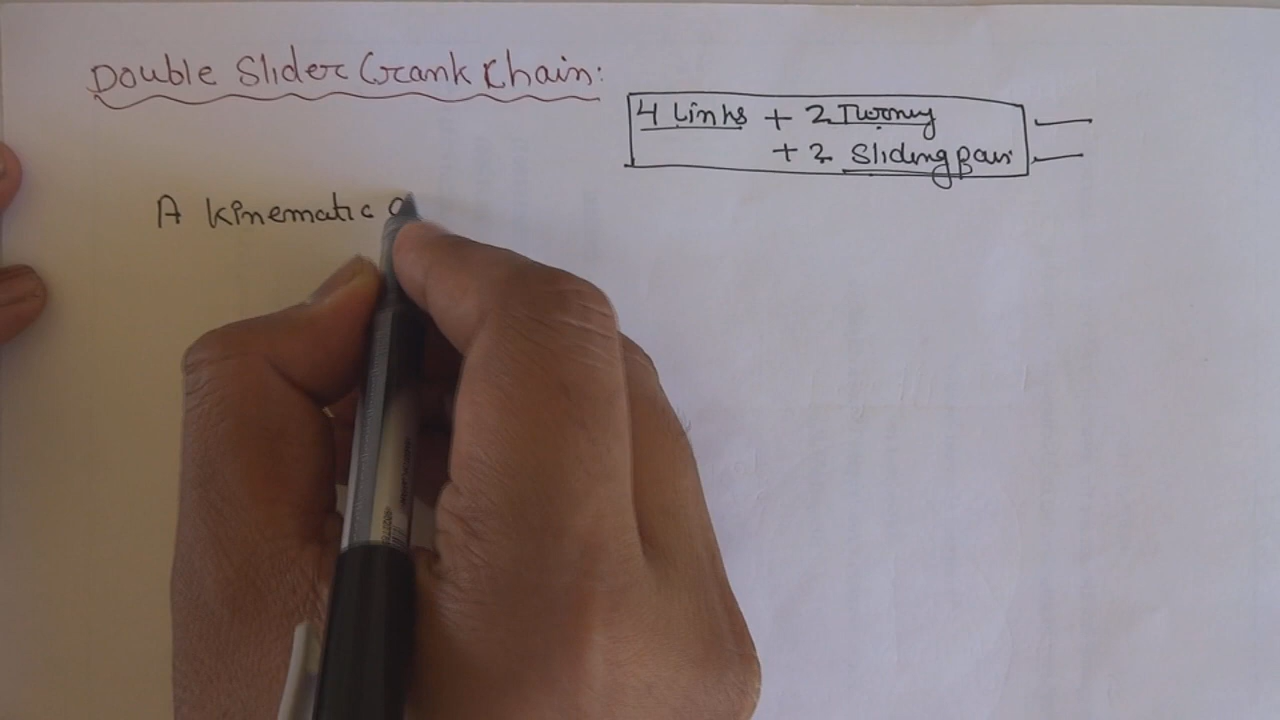 Double Slider Crank Chain:
4 Links + 2 Turning
+ 2 Sliding pair
A kinematic